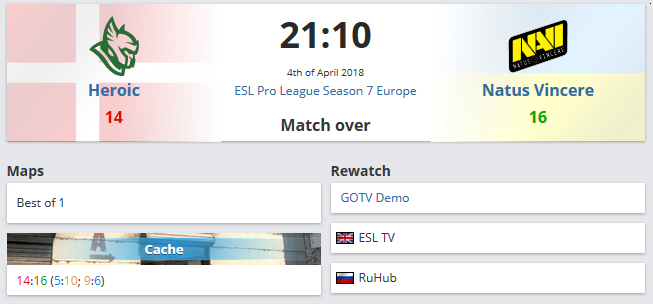 21:10
4th of April 2018
ESL Pro League Season 7 Europe
Match over
Heroic
14
NAVI
NATUS VINCERE
Natus Vincere
16
Maps
Best of 1
A
Cache
14:16 (5:10; 9:6)
Rewatch
GOTV Demo
ESL TV
RuHub